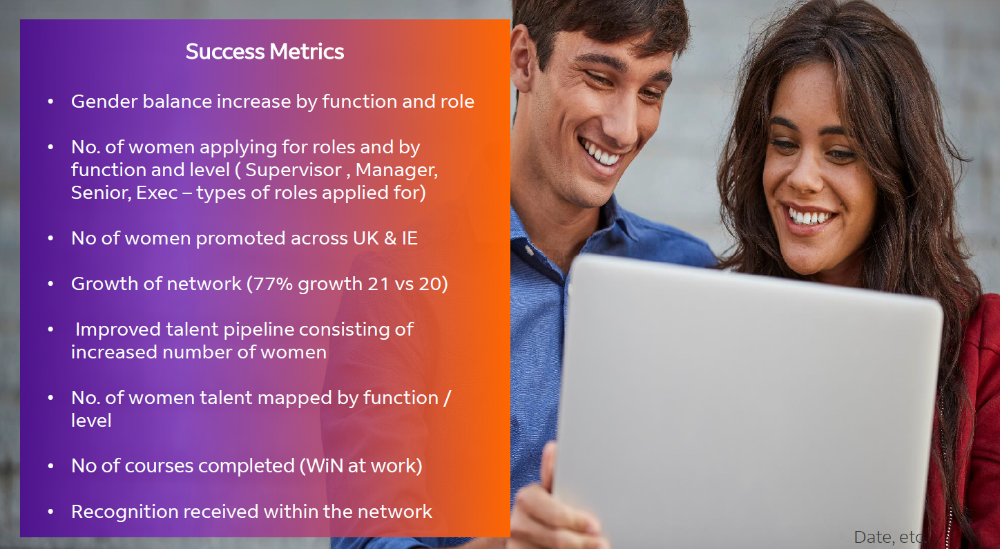 Success Metrics
• Gender balance increase by function and role
• No. of women applying for roles and by
function and level ( Supervisor , Manager,
Senior, Exec – types of roles applied for)
• No of women promoted across UK & IE
• Growth of network (77% growth 21 vs 20)
• Improved talent pipeline consisting of
increased number of women
• No. of women talent mapped by function /
level
• No of courses completed (WiN at work)
• Recognition received within the network
Date, etc.